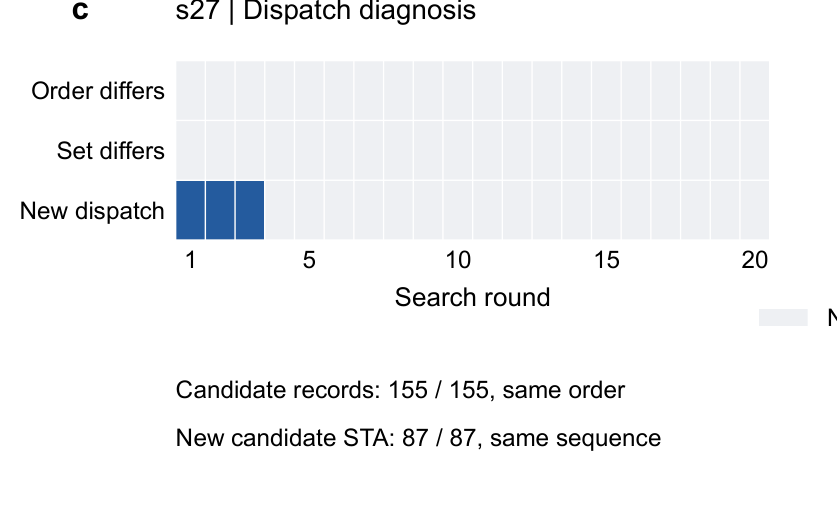 c
s27 | Dispatch diagnosis
Order differs
Set differs
New dispatch
1 5 10 15 20
Search round
Candidate records: 155 / 155, same order
New candidate STA: 87 / 87, same sequence